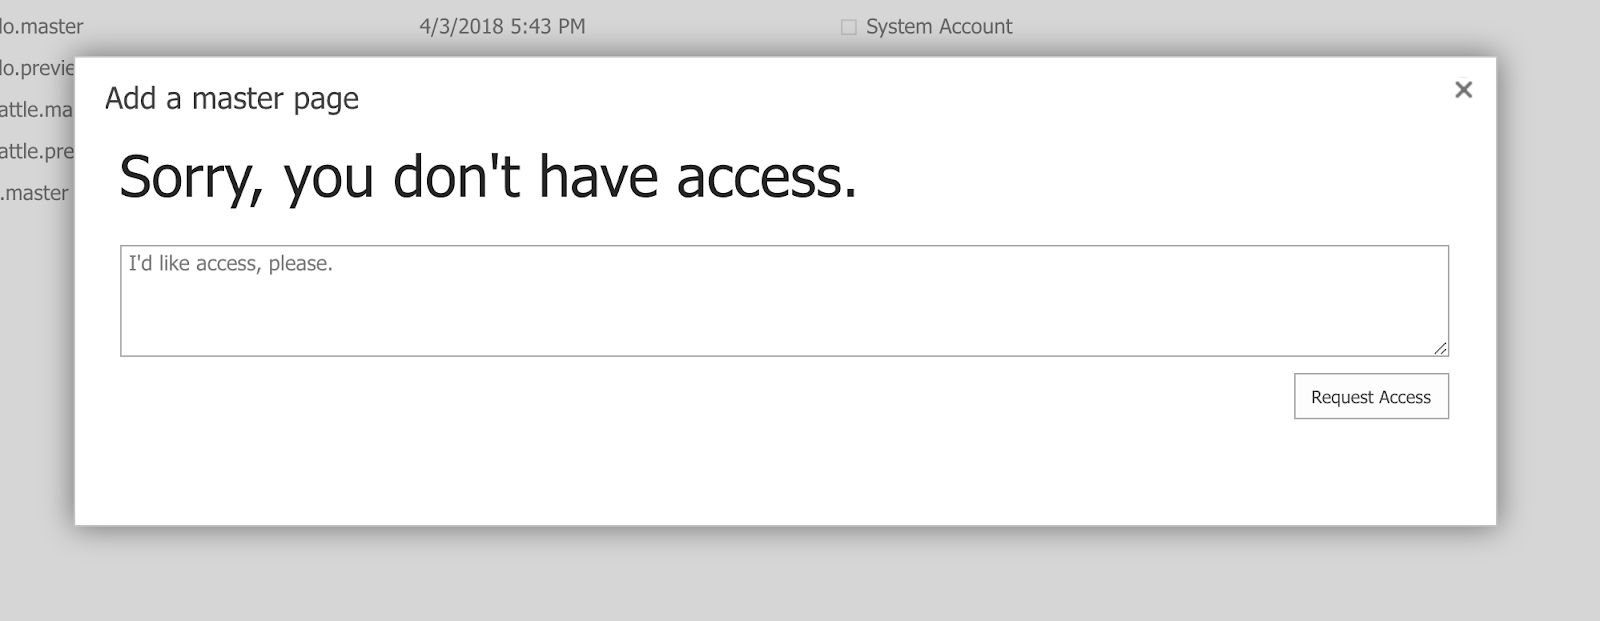 lo.master 4/3/2018 5:43 PM System Account
lo.previe
attle.ma
attle.pre
.master
Add a master page
Sorry, you don't have access.
I'd like access, please.
Request Access